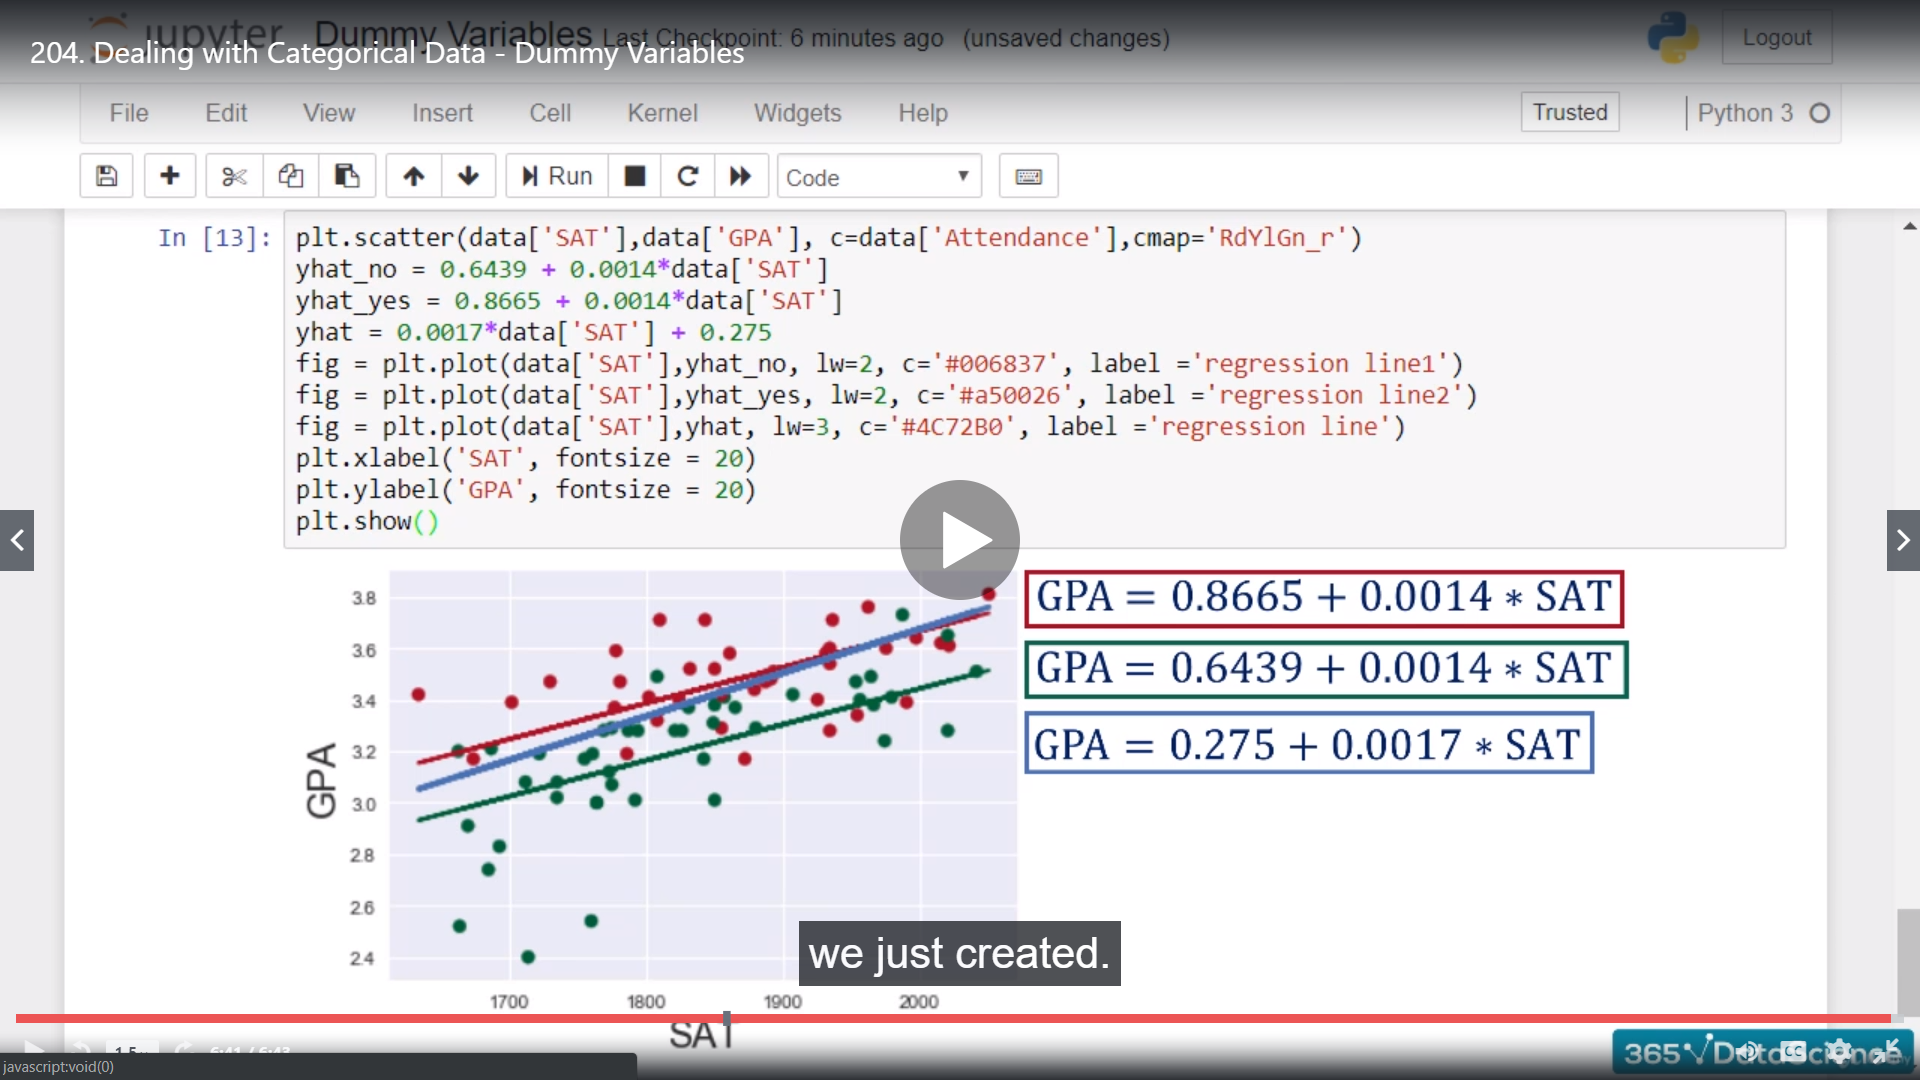 jupyter Dummy Variables Last Checkpoint: 6 minutes ago (unsaved changes)
Logout
204. Dealing with Categorical Data - Dummy Variables
File Edit View Insert Cell Kernel Widgets Help
Trusted
Python 3
Run
Code
In [13]:
plt.scatter(data['SAT'],data['GPA'], c=data['Attendance'],cmap='RdYlGn_r')
yhat_no = 0.6439 + 0.0014*data['SAT']
yhat_yes = 0.8665 + 0.0014*data['SAT']
yhat = 0.0017*data['SAT'] + 0.275
fig = plt.plot(data['SAT'],yhat_no, lw=2, c='#006837', label ='regression line1')
fig = plt.plot(data['SAT'],yhat_yes, lw=2, c='#a50026', label ='regression line2')
fig = plt.plot(data['SAT'],yhat, lw=3, c='#4C72B0', label ='regression line')
plt.xlabel('SAT', fontsize = 20)
plt.ylabel('GPA', fontsize = 20)
plt.show()
GPA = 0.8665 + 0.0014 * SAT
GPA = 0.6439 + 0.0014 * SAT
GPA = 0.275 + 0.0017 * SAT
3.8
3.6
3.4
3.2
3.0
2.8
2.6
2.4
GPA
1700 1800 1900 2000
SAT
we just created.
6:41 / 6:43
365 DataScience
CC
javascript:void(0)